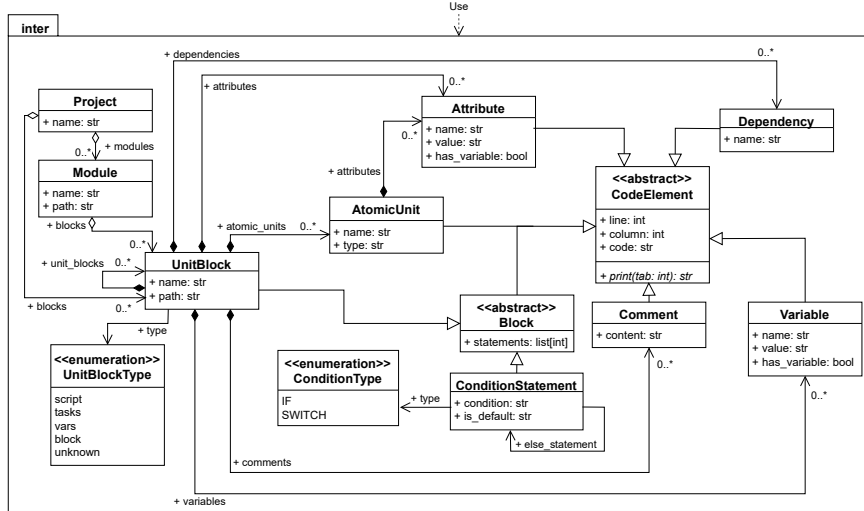 Use
inter
+ dependencies
0..*
+ attributes
0..*
Project
+ name: str
+ modules
0..*
Module
+ name: str
+ path: str
+ blocks
0..*
Attribute
+ name: str
+ value: str
+ has_variable: bool
0..*
+ attributes
Dependency
+ name: str
<<abstract>>
CodeElement
+ line: int
+ column: int
+ code: str
+ print(tab: int): str
AtomicUnit
+ name: str
+ type: str
+ atomic_units
0..*
+ unit_blocks
0..*
UnitBlock
+ name: str
+ path: str
+ blocks
0..*
+ type
<<enumeration>>
UnitBlockType
script
tasks
vars
block
unknown
<<abstract>>
Block
+ statements: list[int]
Comment
+ content: str
0..*
Variable
+ name: str
+ value: str
+ has_variable: bool
0..*
<<enumeration>>
ConditionType
IF
SWITCH
+ type
ConditionStatement
+ condition: str
+ is_default: str
+ else_statement
+ comments
+ variables